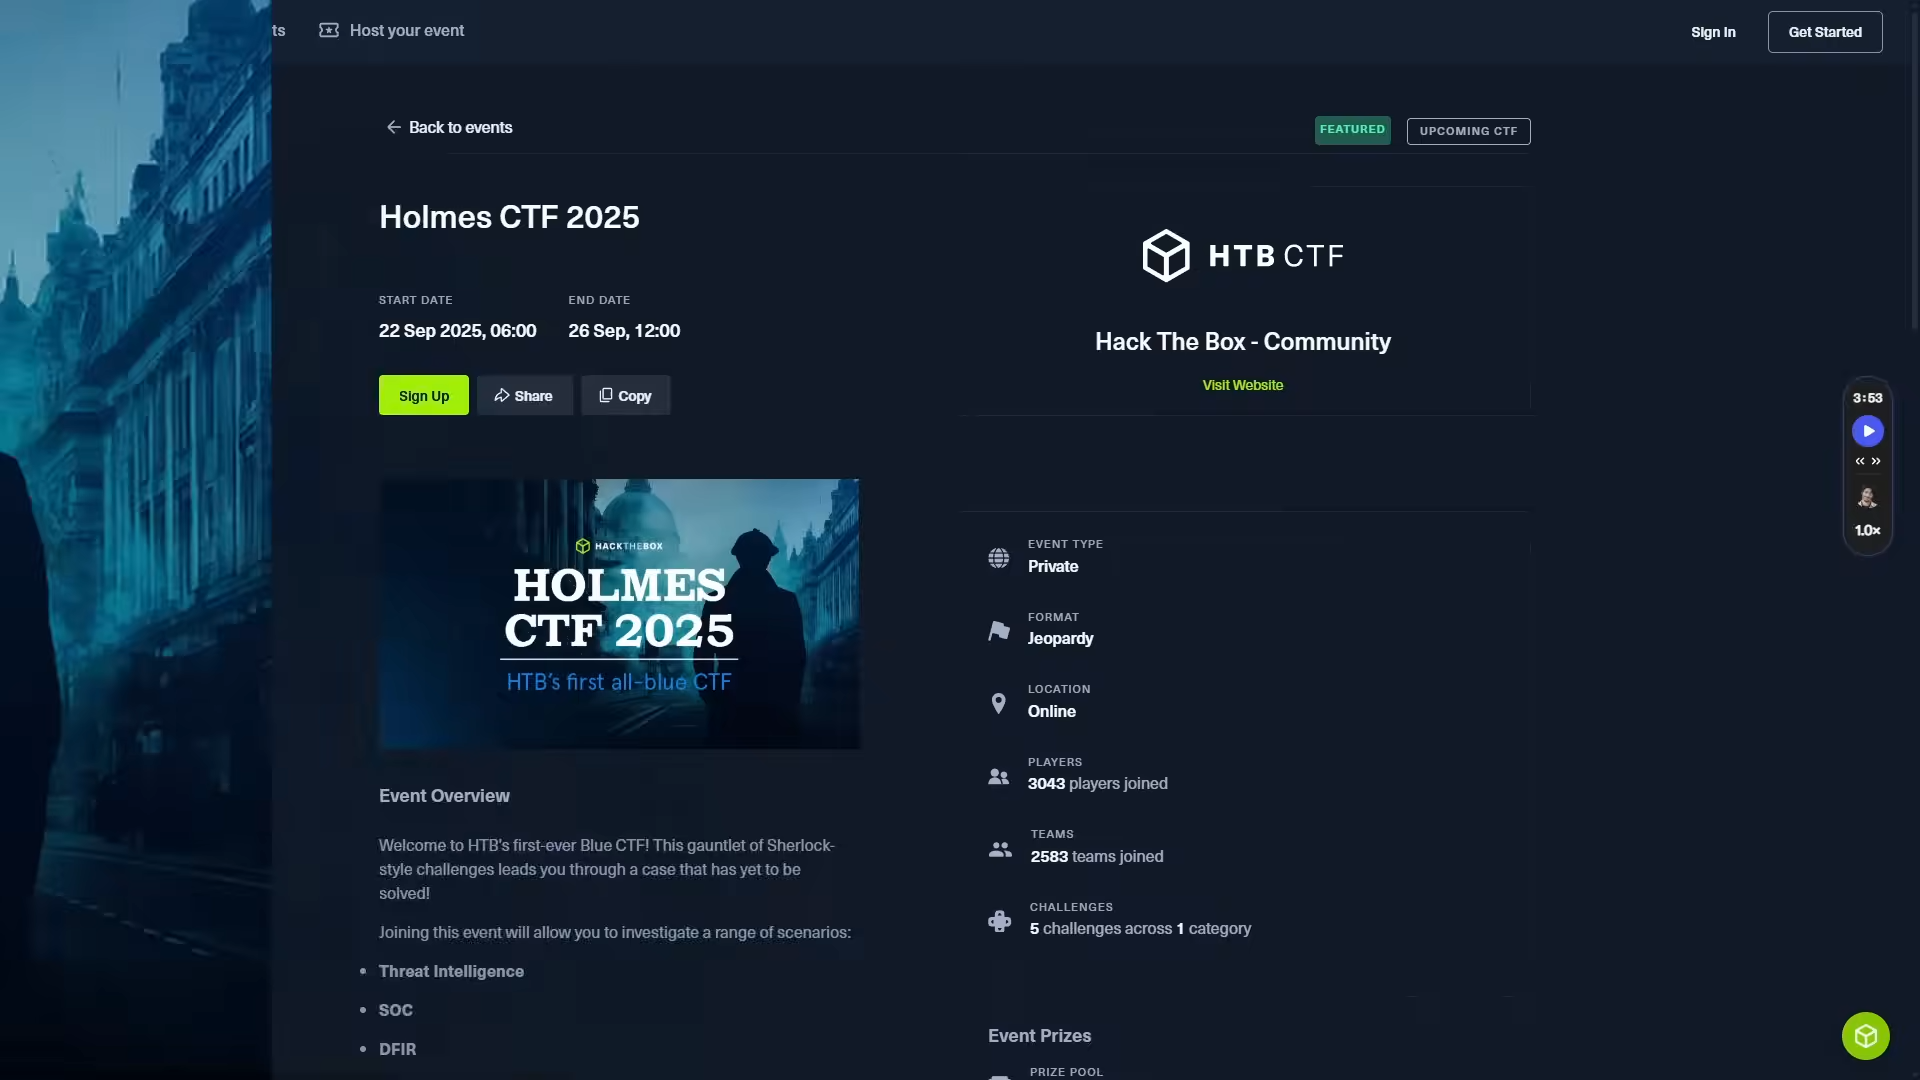 ts
Host your event
Sign In
Get Started
Back to events
FEATURED
UPCOMING CTF
Holmes CTF 2025
START DATE
22 Sep 2025, 06:00
END DATE
26 Sep, 12:00
Sign Up
Share
Copy
HACKTHEBOX
HOLMES
CTF 2025
HTB's first all-blue CTF
Event Overview
Welcome to HTB's first-ever Blue CTF! This gauntlet of Sherlock-
style challenges leads you through a case that has yet to be
solved!
Joining this event will allow you to investigate a range of scenarios:
• Threat Intelligence
• SOC
• DFIR
HTB CTF
Hack The Box - Community
Visit Website
EVENT TYPE
Private
FORMAT
Jeopardy
LOCATION
Online
PLAYERS
3043 players joined
TEAMS
2583 teams joined
CHALLENGES
5 challenges across 1 category
Event Prizes
PRIZE POOL
3:53
1.0×